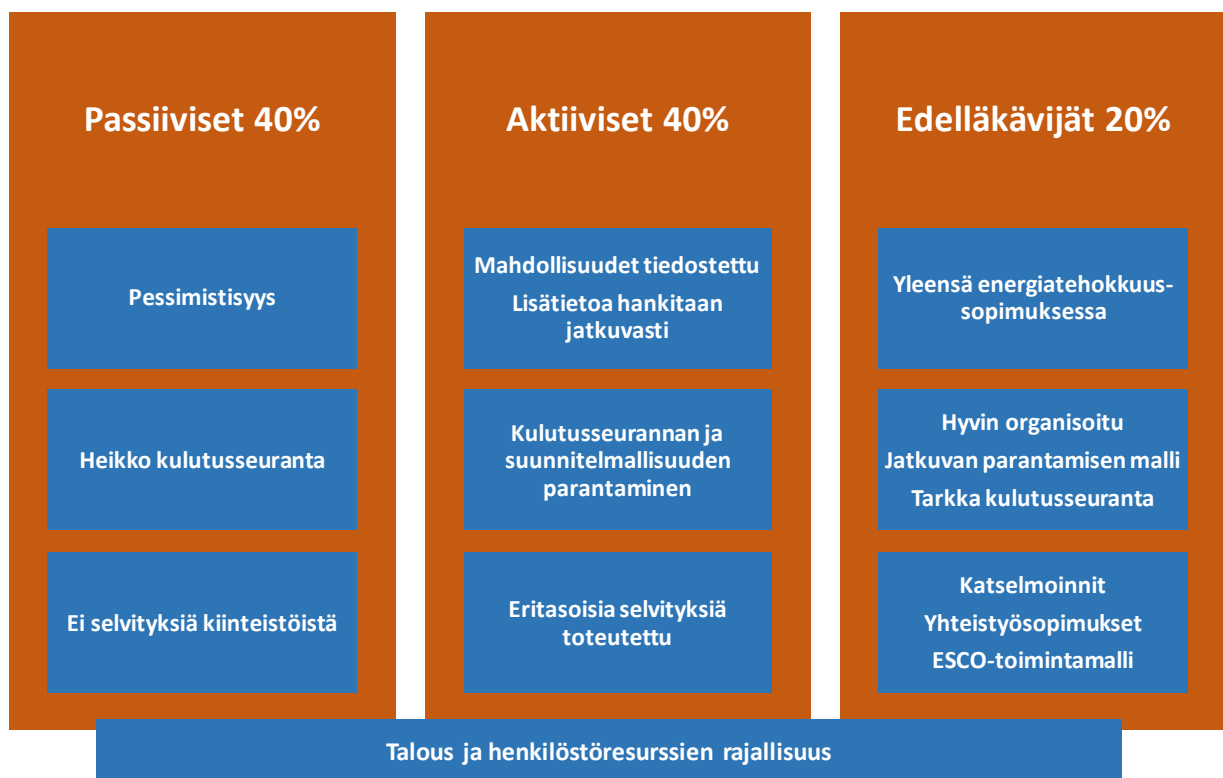 Passiiviset 40%
Pessimistisyys
Heikko kulutusseuranta
Ei selvityksiä kiinteistöistä
Aktiiviset 40%
Mahdollisuudet tiedostettu
Lisätietoa hankitaan
jatkuvasti
Kulutusseurannan ja
suunnitelmallisuuden
parantaminen
Eritasoisia selvityksiä
toteutettu
Edelläkävijät 20%
Yleensä energiatehokkuus-
sopimuksessa
Hyvin organisoitu
Jatkuvan parantamisen malli
Tarkka kulutusseuranta
Katselmoinnit
Yhteistyösopimukset
ESCO-toimintamalli
Talous ja henkilöstöresurssien rajallisuus